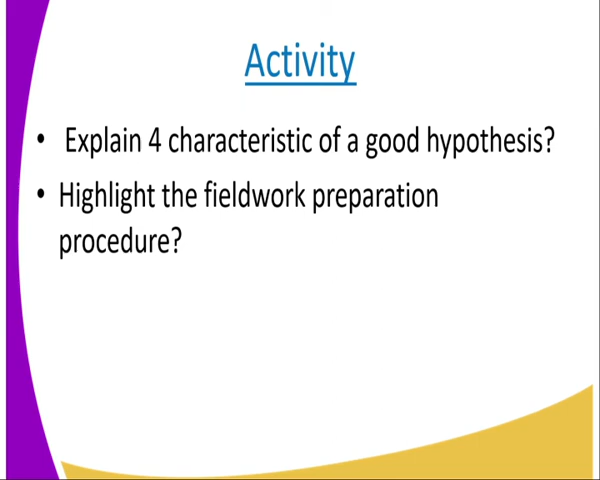 Activity
• Explain 4 characteristic of a good hypothesis?
• Highlight the fieldwork preparation
procedure?